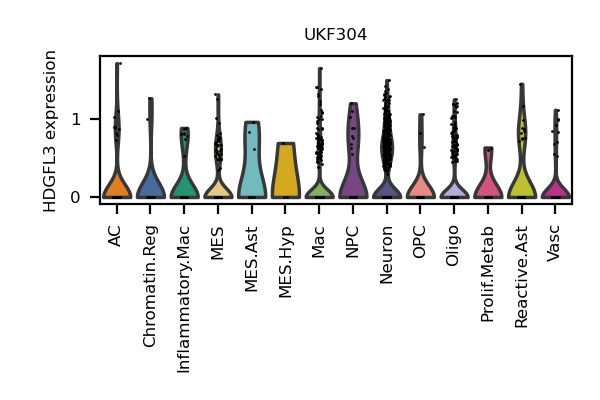 UKF304
HDGFL3 expression
1
0
AC
Chromatin.Reg
Inflammatory.Mac
MES
MES.Ast
MES.Hyp
Mac
NPC
Neuron
OPC
Oligo
Prolif.Metab
Reactive.Ast
Vasc